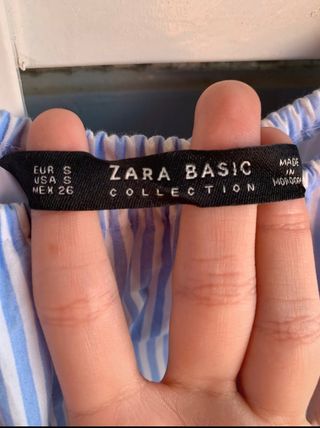 EUR S
USA S
MEX 26
ZARA BASIC
COLLECTION
MADE
IN
MOROCCO